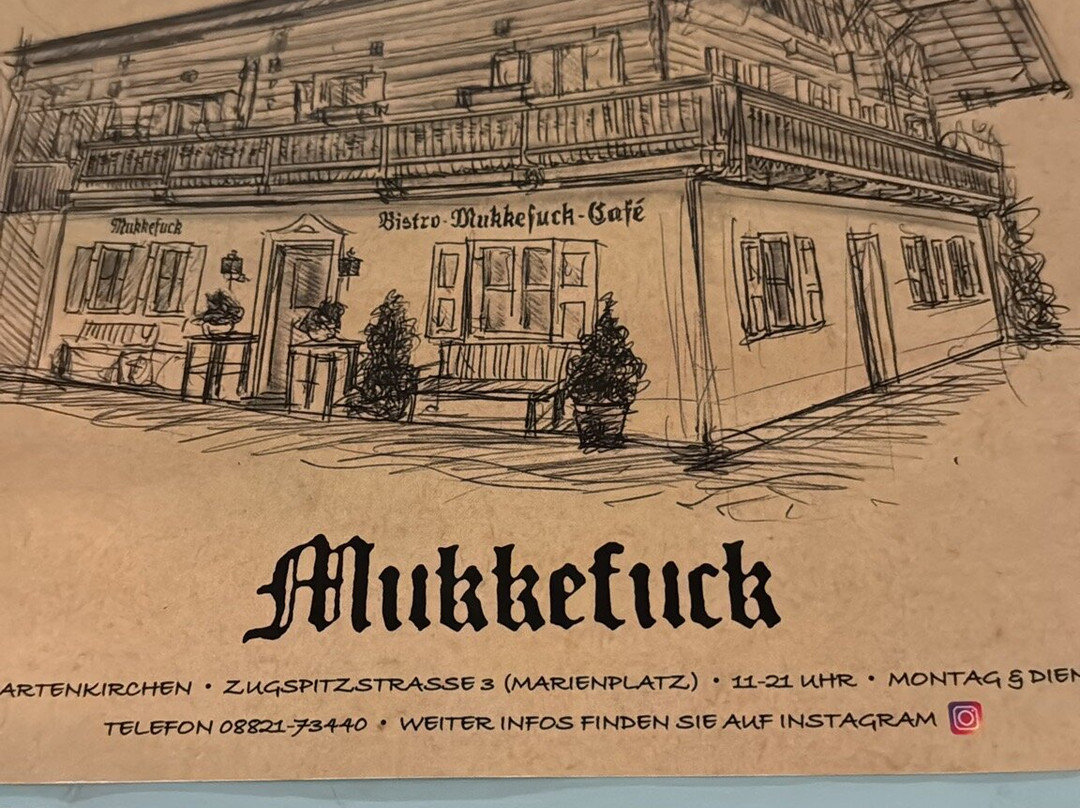 Mukkefuck
Bistro-Mukkefuck-Café
Mukkefuck
ARTENKIRCHEN • ZUGSPITZSTRASSE 3 (MARIENPLATZ) • 11-21 UHR • MONTAG & DIEN
TELEFON 08821-73440 • WEITER INFOS FINDEN SIE AUF INSTAGRAM